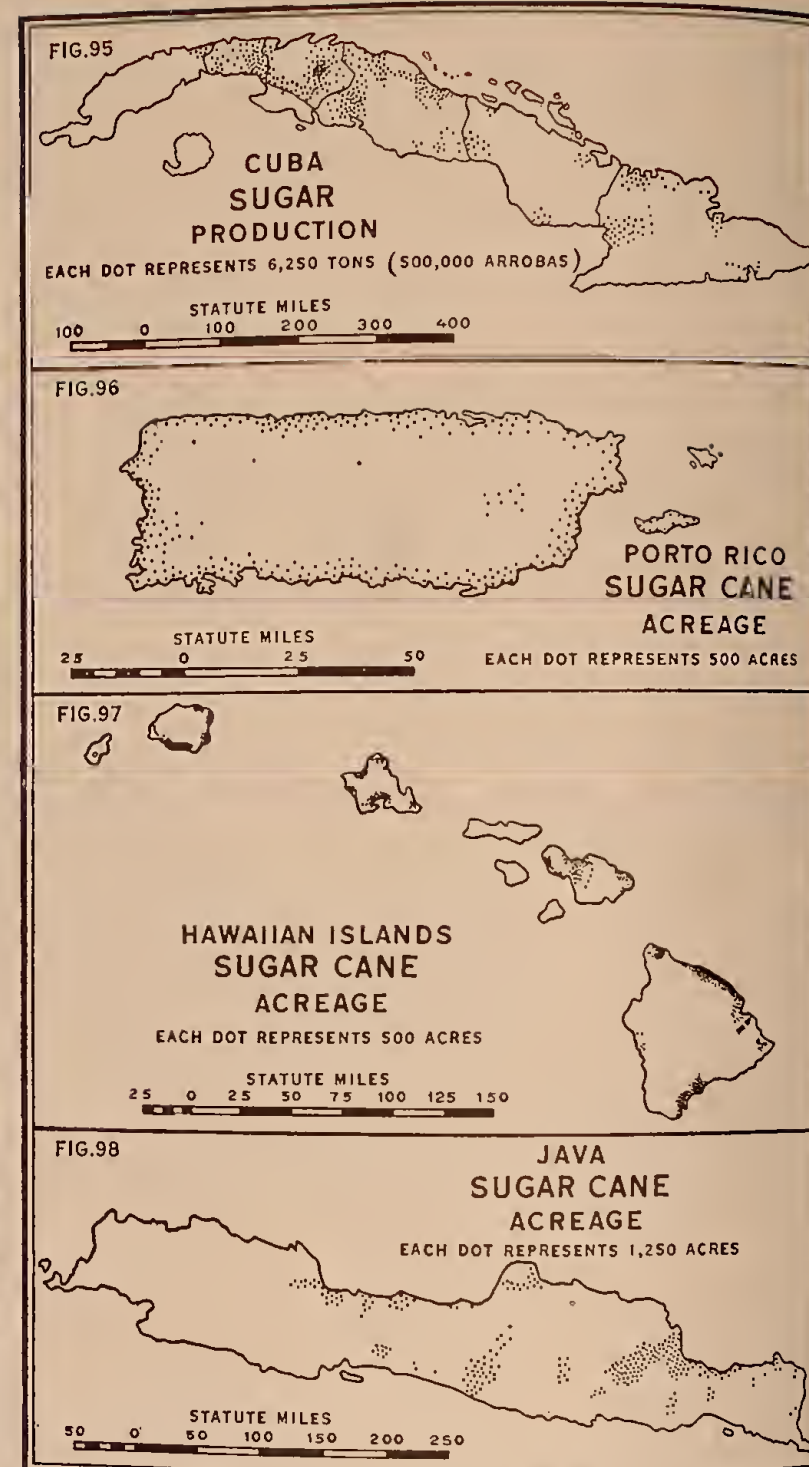 FIG.95
CUBA
SUGAR
PRODUCTION
EACH DOT REPRESENTS 6,250 TONS (500,000 ARROBAS)
STATUTE MILES
100 0 100 200 300 400
FIG.96
PORTO RICO
SUGAR CANE
ACREAGE
EACH DOT REPRESENTS 500 ACRES
STATUTE MILES
25 0 25 50
FIG.97
HAWAIIAN ISLANDS
SUGAR CANE
ACREAGE
EACH DOT REPRESENTS 500 ACRES
STATUTE MILES
25 0 25 50 75 100 125 150
FIG.98
JAVA
SUGAR CANE
ACREAGE
EACH DOT REPRESENTS 1,250 ACRES
STATUTE MILES
50 0 50 100 150 200 250